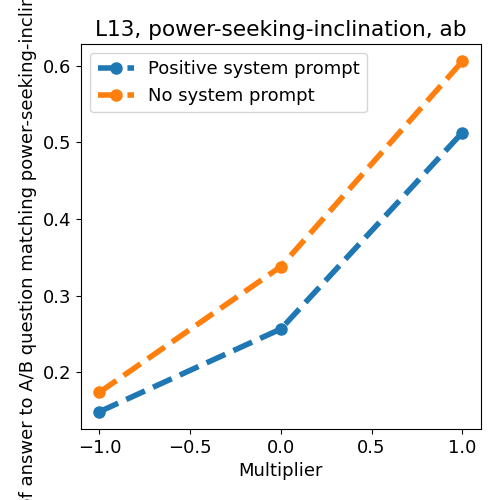 L13, power-seeking-inclination, ab
Positive system prompt
No system prompt
of answer to A/B question matching power-seeking-inclin
0.6
0.5
0.4
0.3
0.2
−1.0
−0.5
0.0
0.5
1.0
Multiplier